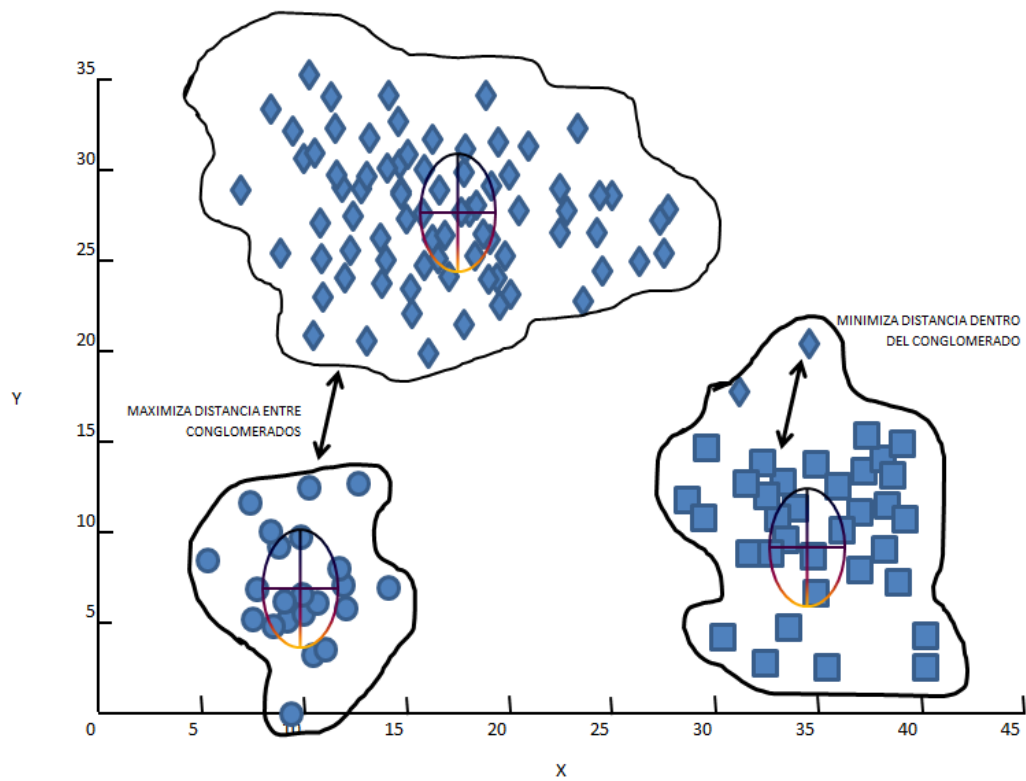 35
30
25
20
15
10
5
Y
MINIMIZA DISTANCIA DENTRO
DEL CONGLOMERADO
MAXIMIZA DISTANCIA ENTRE
CONGLOMERADOS
0 5 10 15 20 25 30 35 40 45
X